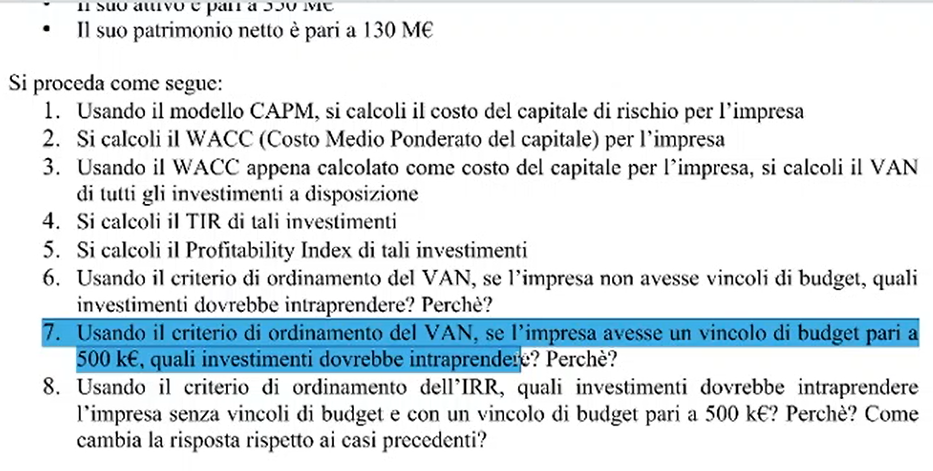 • Il suo attivo è pari a 350 M€
• Il suo patrimonio netto è pari a 130 M€
Si proceda come segue:
1. Usando il modello CAPM, si calcoli il costo del capitale di rischio per l'impresa
2. Si calcoli il WACC (Costo Medio Ponderato del capitale) per l'impresa
3. Usando il WACC appena calcolato come costo del capitale per l'impresa, si calcoli il VAN
di tutti gli investimenti a disposizione
4. Si calcoli il TIR di tali investimenti
5. Si calcoli il Profitability Index di tali investimenti
6. Usando il criterio di ordinamento del VAN, se l'impresa non avesse vincoli di budget, quali
investimenti dovrebbe intraprendere? Perchè?
7. Usando il criterio di ordinamento del VAN, se l'impresa avesse un vincolo di budget pari a
500 k€, quali investimenti dovrebbe intraprendere? Perchè?
8. Usando il criterio di ordinamento dell'IRR, quali investimenti dovrebbe intraprendere
l'impresa senza vincoli di budget e con un vincolo di budget pari a 500 k€? Perchè? Come
cambia la risposta rispetto ai casi precedenti?